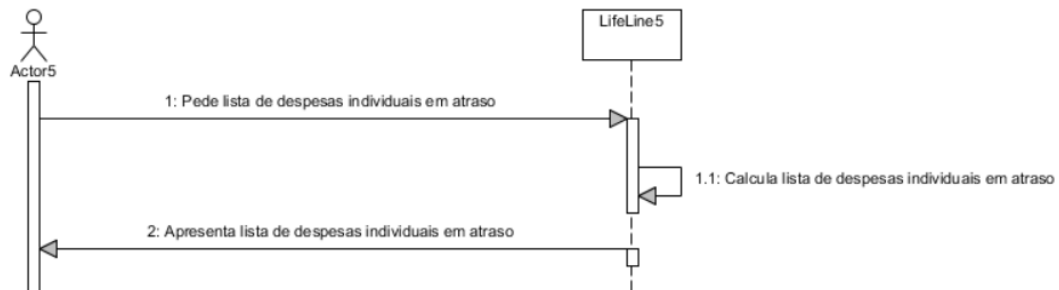 LifeLine5
Actor5
1: Pede lista de despesas individuais em atraso
1.1: Calcula lista de despesas individuais em atraso
2: Apresenta lista de despesas individuais em atraso